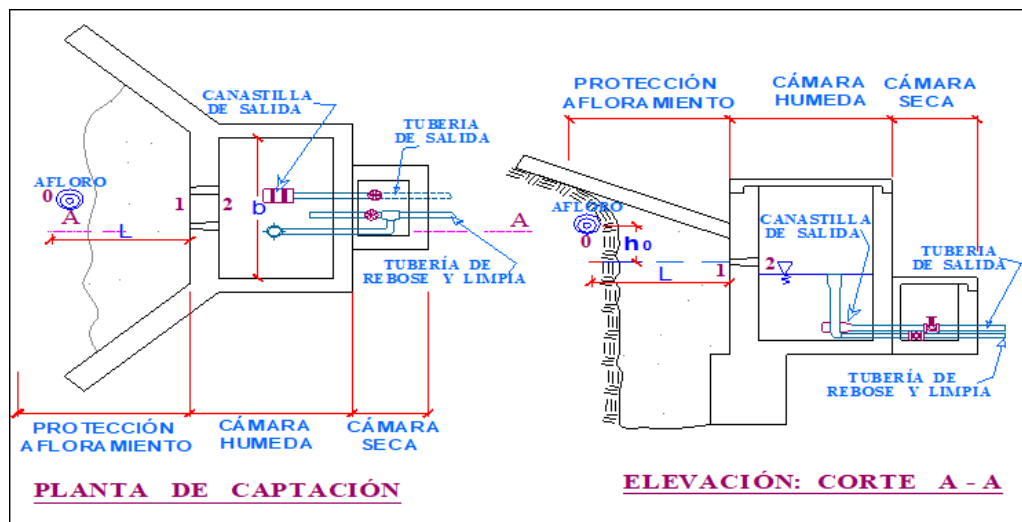 CANASTILLA
DE SALIDA
TUBERIA
DE SALIDA
AFLORO
0
A
L
1
2
b
A
TUBERÍA DE
REBOSE Y LIMPIA
PROTECCIÓN
AFLORAMIENTO
CÁMARA
HUMEDA
CÁMARA
SECA
PLANTA DE CAPTACIÓN
PROTECCIÓN
AFLORAMIENTO
CÁMARA
HUMEDA
CÁMARA
SECA
AFLORO
0
h0
L
1
2
CANASTILLA
DE SALIDA
TUBERIA
DE SALIDA
TUBERÍA DE
REBOSE Y LIMPIA
ELEVACIÓN: CORTE A - A